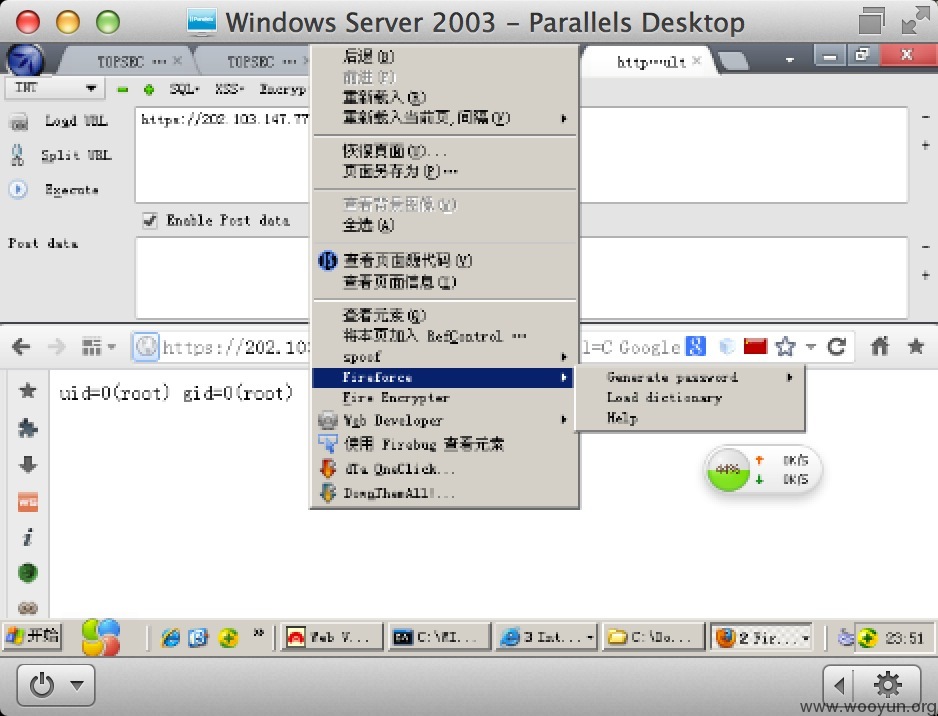 Windows Server 2003 - Parallels Desktop
TOPSEC ...
TOPSEC ...
http...ult
INT
SQL-
XSS-
Encryp
Load URL
https://202.103.147.77
Split URL
Execute
Enable Post data
Post data
后退(B)
前进(F)
重新载入(R)
重新载入当前页,间隔(Y)
恢復頁面(U)...
页面另存为(P)...
查看背景图像(W)
全选(A)
查看页面源代码(V)
查看页面信息(I)
查看元素(Q)
将本页加入 RefControl ...
spoof
Fireforce
Fire Encrypter
Web Developer
使用 Firebug 查看元素
dTa OneClick...
DownThemAll!...
Generate password
Load dictionary
Help
https://202.103
l=C
Google
uid=0(root) gid=0(root)
44%
0K/S
0K/S
开始
Web V...
C:\WI...
3 Int...
C:\Do...
2 Fir...
23:51
www.wooyun.org